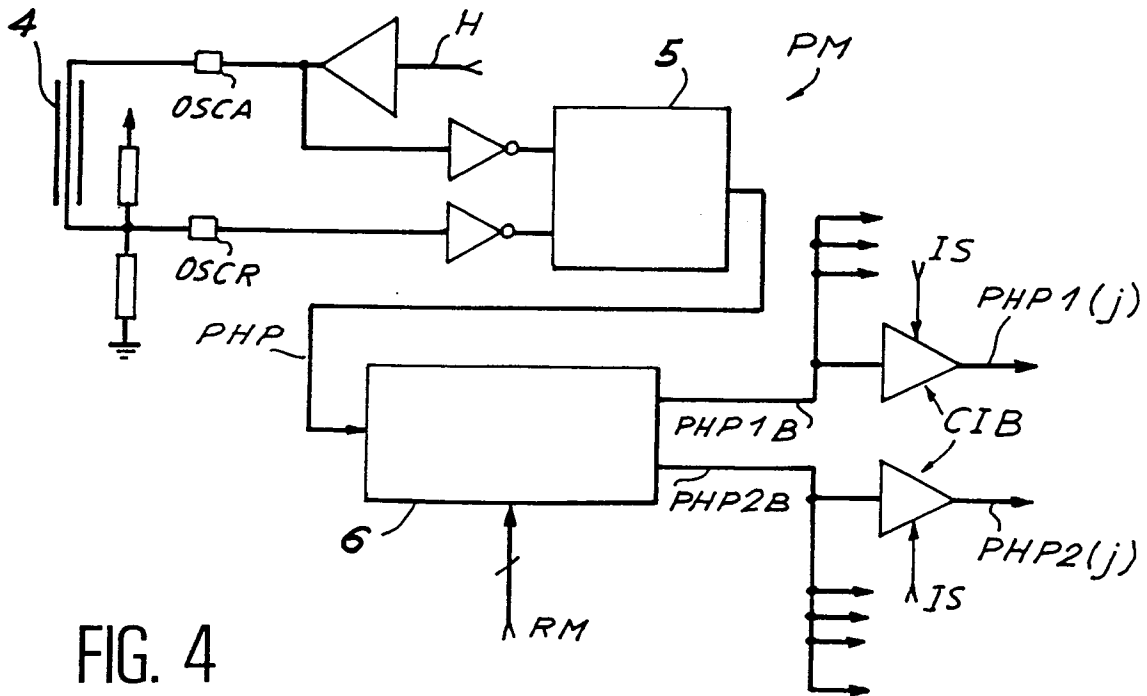 4
H
PM
5
OSCA
OSCR
IS
PHP1(j)
PHP
PHP1B
CIB
PHP2B
6
PHP2(j)
IS
RM
FIG. 4